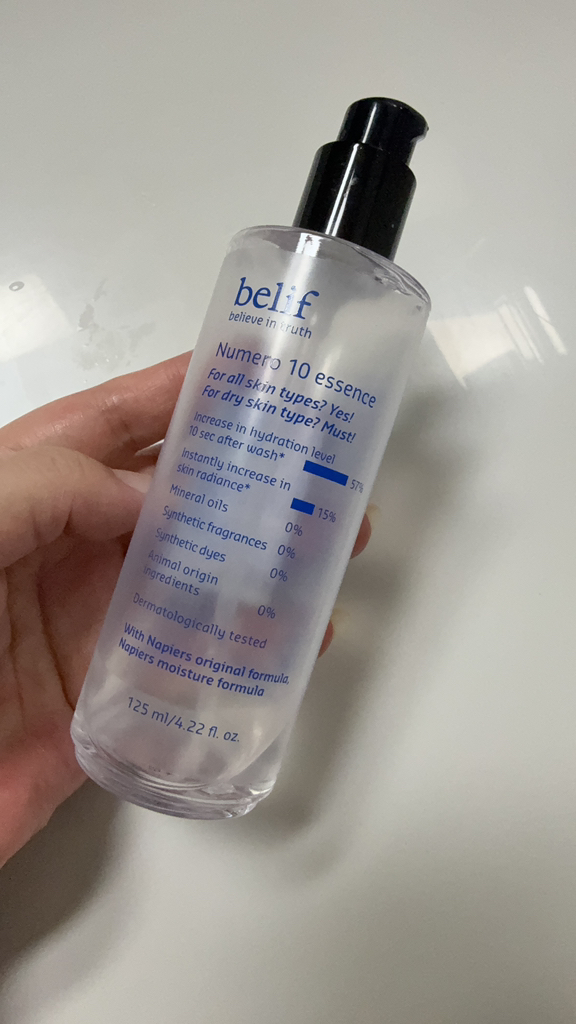 belif
believe in truth
Numero 10 essence
For all skin types? Yes!
For dry skin type? Must!
Increase in hydration level
10 sec after wash*
57%
Instantly increase in
skin radiance*
15%
Mineral oils 0%
Synthetic fragrances 0%
Synthetic dyes 0%
Animal origin
ingredients 0%
Dermatologically tested
With Napiers original formula,
Napiers moisture formula
125 ml/4.22 fl. oz.